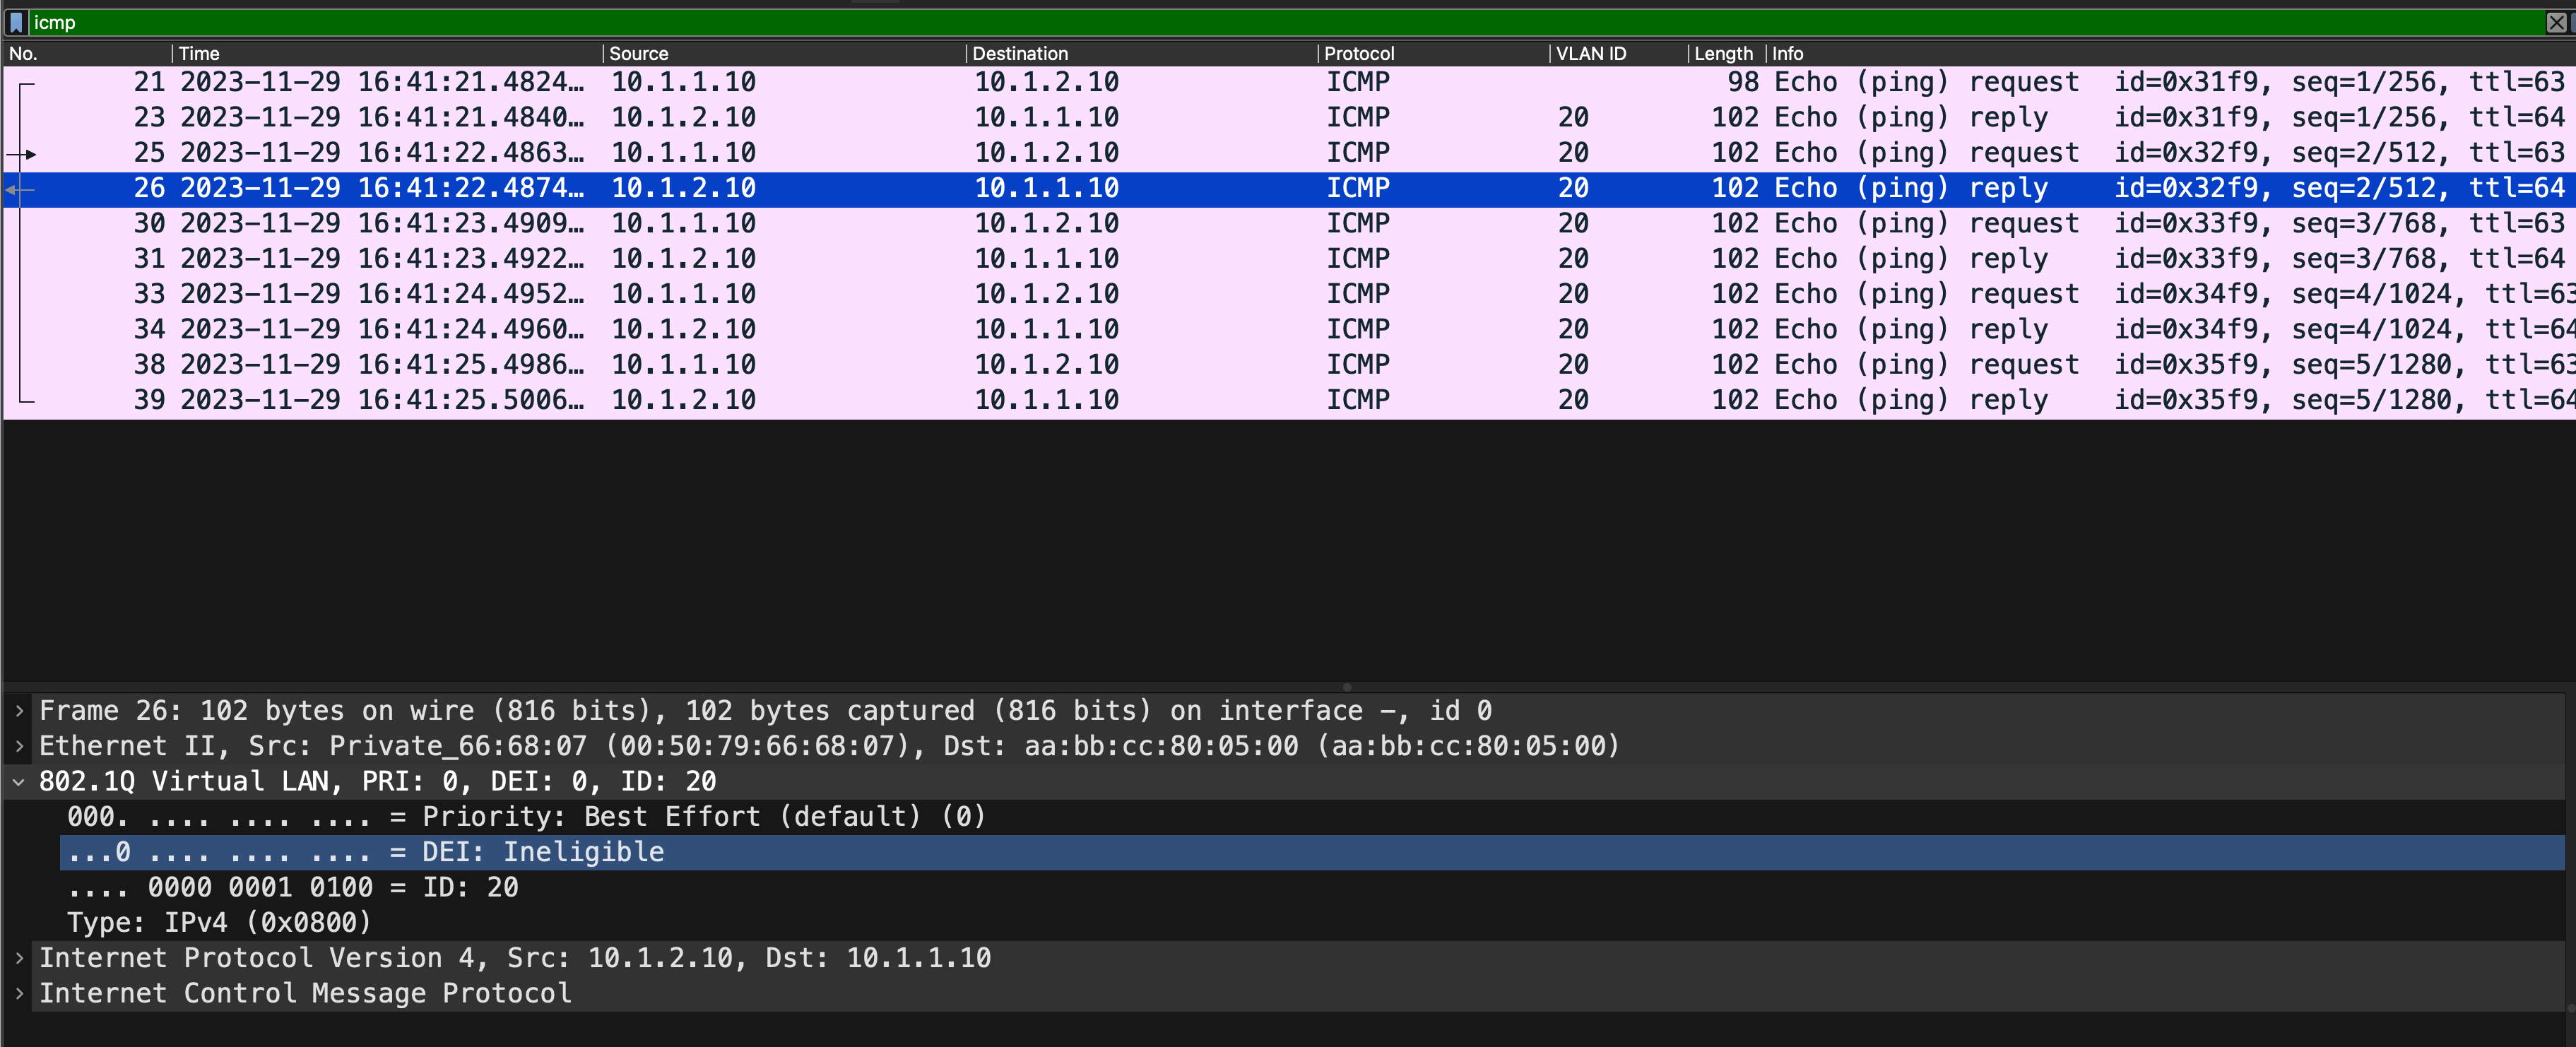 icmp
No. Time Source Destination Protocol VLAN ID Length Info
21 2023-11-29 16:41:21.4824… 10.1.1.10 10.1.2.10 ICMP 98 Echo (ping) request id=0x31f9, seq=1/256, ttl=63
23 2023-11-29 16:41:21.4840… 10.1.2.10 10.1.1.10 ICMP 20 102 Echo (ping) reply id=0x31f9, seq=1/256, ttl=64
25 2023-11-29 16:41:22.4863… 10.1.1.10 10.1.2.10 ICMP 20 102 Echo (ping) request id=0x32f9, seq=2/512, ttl=63
26 2023-11-29 16:41:22.4874… 10.1.2.10 10.1.1.10 ICMP 20 102 Echo (ping) reply id=0x32f9, seq=2/512, ttl=64
30 2023-11-29 16:41:23.4909… 10.1.1.10 10.1.2.10 ICMP 20 102 Echo (ping) request id=0x33f9, seq=3/768, ttl=63
31 2023-11-29 16:41:23.4922… 10.1.2.10 10.1.1.10 ICMP 20 102 Echo (ping) reply id=0x33f9, seq=3/768, ttl=64
33 2023-11-29 16:41:24.4952… 10.1.1.10 10.1.2.10 ICMP 20 102 Echo (ping) request id=0x34f9, seq=4/1024, ttl=63
34 2023-11-29 16:41:24.4960… 10.1.2.10 10.1.1.10 ICMP 20 102 Echo (ping) reply id=0x34f9, seq=4/1024, ttl=64
38 2023-11-29 16:41:25.4986… 10.1.1.10 10.1.2.10 ICMP 20 102 Echo (ping) request id=0x35f9, seq=5/1280, ttl=63
39 2023-11-29 16:41:25.5006… 10.1.2.10 10.1.1.10 ICMP 20 102 Echo (ping) reply id=0x35f9, seq=5/1280, ttl=64
Frame 26: 102 bytes on wire (816 bits), 102 bytes captured (816 bits) on interface -, id 0
Ethernet II, Src: Private_66:68:07 (00:50:79:66:68:07), Dst: aa:bb:cc:80:05:00 (aa:bb:cc:80:05:00)
802.1Q Virtual LAN, PRI: 0, DEI: 0, ID: 20
000. .... .... .... = Priority: Best Effort (default) (0)
...0 .... .... .... = DEI: Ineligible
.... 0000 0001 0100 = ID: 20
Type: IPv4 (0x0800)
Internet Protocol Version 4, Src: 10.1.2.10, Dst: 10.1.1.10
Internet Control Message Protocol